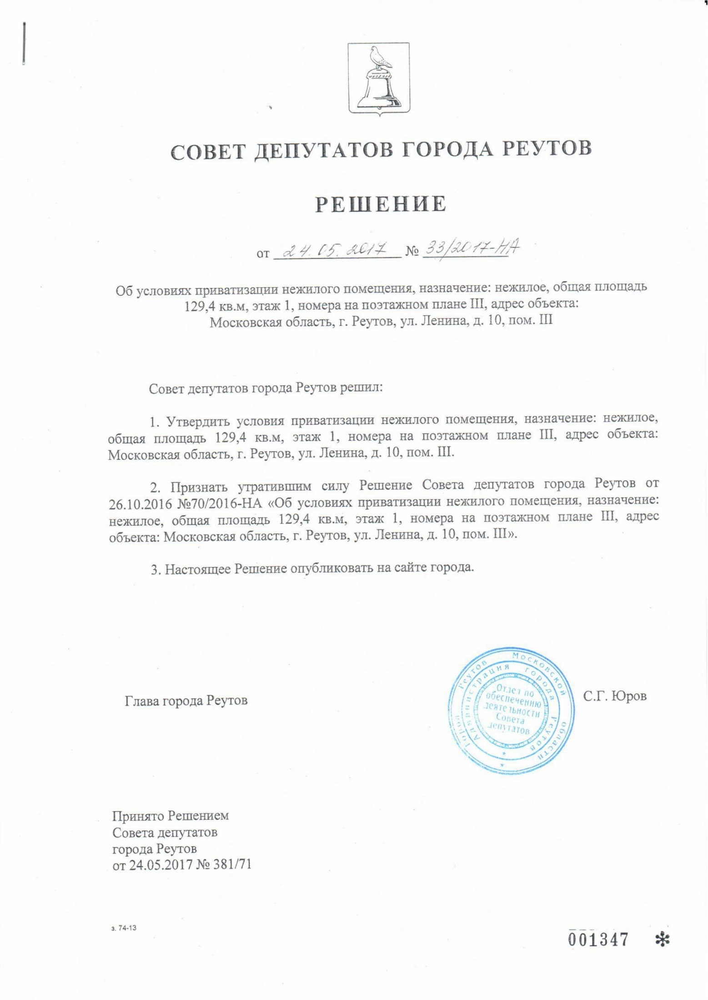 СОВЕТ ДЕПУТАТОВ ГОРОДА РЕУТОВ
РЕШЕНИЕ
от 24.05.2017 № 33/2017-НА
Об условиях приватизации нежилого помещения, назначение: нежилое, общая площадь
129,4 кв.м, этаж 1, номера на поэтажном плане III, адрес объекта:
Московская область, г. Реутов, ул. Ленина, д. 10, пом. III
Совет депутатов города Реутов решил:
1. Утвердить условия приватизации нежилого помещения, назначение: нежилое,
общая площадь 129,4 кв.м, этаж 1, номера на поэтажном плане III, адрес объекта:
Московская область, г. Реутов, ул. Ленина, д. 10, пом. III.
2. Признать утратившим силу Решение Совета депутатов города Реутов от
26.10.2016 №70/2016-НА «Об условиях приватизации нежилого помещения, назначение:
нежилое, общая площадь 129,4 кв.м, этаж 1, номера на поэтажном плане III, адрес
объекта: Московская область, г. Реутов, ул. Ленина, д. 10, пом. III».
3. Настоящее Решение опубликовать на сайте города.
Глава города Реутов
Город Реутов Московской области *
Администрация города Реутов *
Отдел по
обеспечению
деятельности
Совета
депутатов
С.Г. Юров
Принято Решением
Совета депутатов
города Реутов
от 24.05.2017 № 381/71
з. 74-13
001347 *